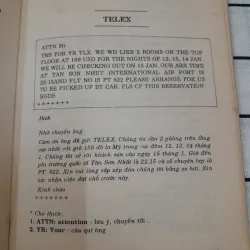 TELEX
ATTN Mr
TKS FOR YR TLX. WE WD LIKE 2 ROOMS ON THE TOP
FLOOR AT 159 USD FOR THE NIGHTS OF 12, 13, 14 JAN.
WE WILL BE CHECKING OUT ON 15 JAN. OUR ARR TIME
AT TAN SON NHUT INTERNATIONAL AIR PORT IS
22-15AND FLT NO IS PT 622 PLEASE ARRANGE FOR US
TO BE PICKED UP BY CAR. PLS CF THIS RESERVATION
RGDS
*******
Dịch
Nhờ chuyển ông
Cám ơn ông đã gởi TELEX. Chúng tôi cần 2 phòng trên tầng
cao nhất với giá 159 đô la Mỹ trong các đêm 12, 13, 14 tháng
1. Chúng tôi sẽ rời khách sạn vào ngày 15 tháng 1. Giờ đến
phi trường quốc tế Tân Sơn Nhất là 22,15 và số chuyến bay là
PT. 622. Xin vui lòng sắp xếp đón chúng tôi bằng xe hơi. Xin
xác nhận việc đặt chỗ trước này.
Kính chào
*******
* Chú thích:
1. ATTN: attention : lưu ý, chuyển tới...
2. YR: Your : của quí ông